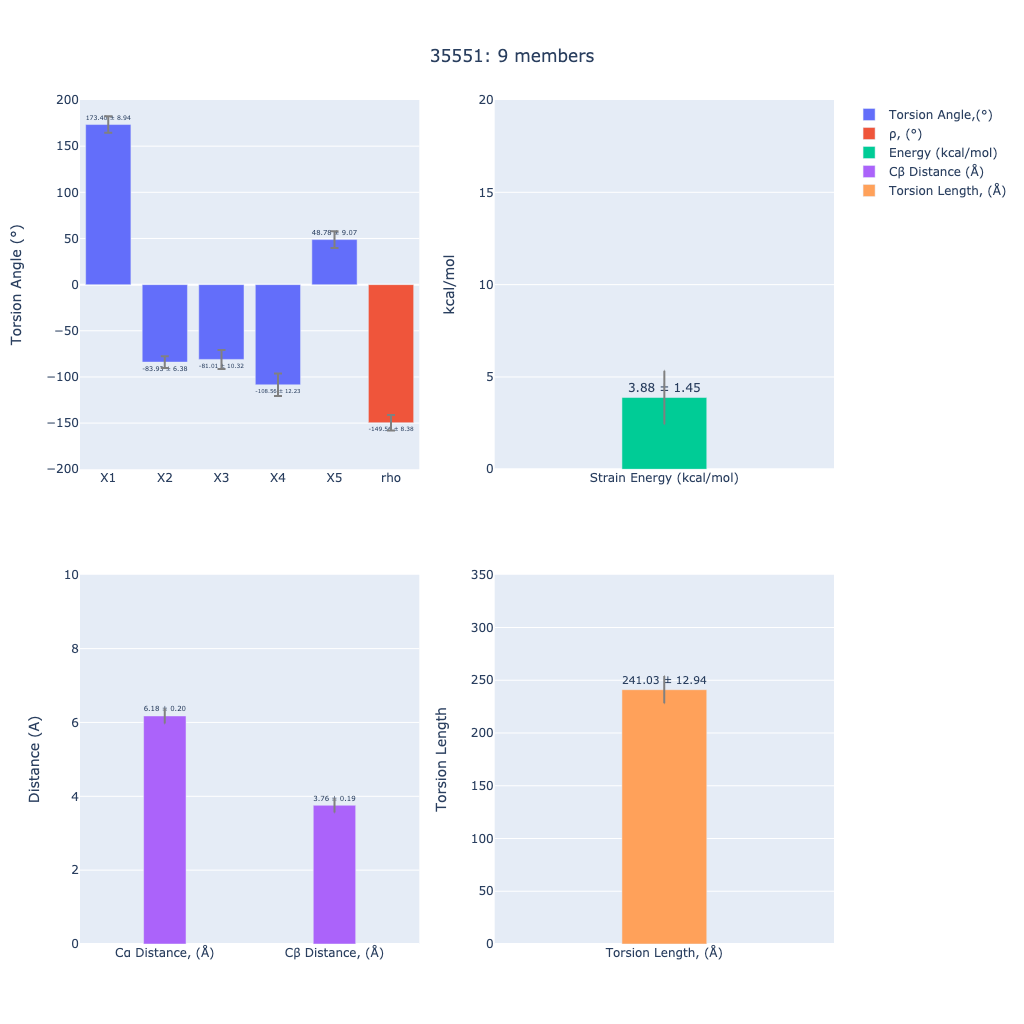 35551: 9 members
Torsion Angle (°)
200
150
100
50
0
−50
−100
−150
−200
173.40 ± 8.94
-83.93 ± 6.38
-81.01 ± 10.32
-108.56 ± 12.23
48.78 ± 9.07
X1 X2 X3 X4 X5 rho
kcal/mol
20
15
10
5
0
3.88 ± 1.45
Strain Energy (kcal/mol)
Torsion Angle,(°)
ρ, (°)
Energy (kcal/mol)
Cβ Distance (Å)
Torsion Length, (Å)
Distance (A)
10
8
6
4
2
0
6.18 ± 0.20
3.76 ± 0.19
Cα Distance, (Å) Cβ Distance, (Å)
Torsion Length
350
300
250
200
150
100
50
0
241.03 ± 12.94
Torsion Length, (Å)